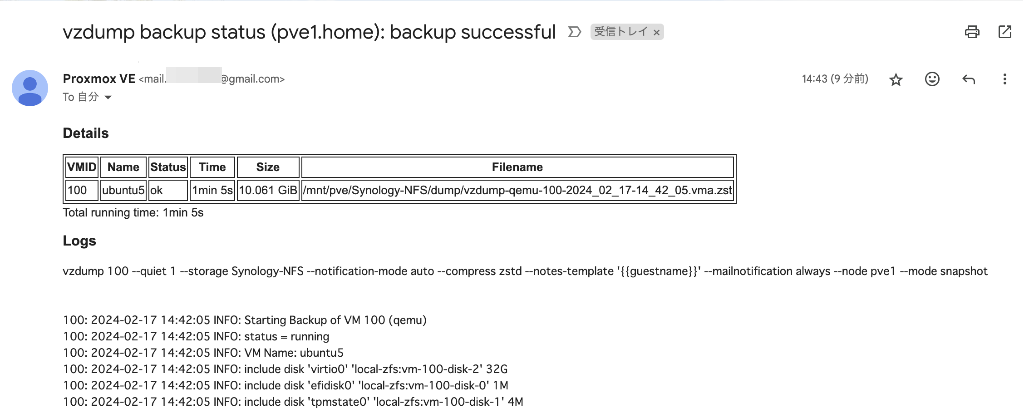 vzdump backup status (pve1.home): backup successful 受信トレイ ×
Proxmox VE <mail. @gmail.com> 14:43 (9 分前)
To 自分
Details
VMID Name Status Time Size Filename
100 ubuntu5 ok 1min 5s 10.061 GiB /mnt/pve/Synology-NFS/dump/vzdump-qemu-100-2024_02_17-14_42_05.vma.zst
Total running time: 1min 5s
Logs
vzdump 100 --quiet 1 --storage Synology-NFS --notification-mode auto --compress zstd --notes-template '{{guestname}}' --mailnotification always --node pve1 --mode snapshot
100: 2024-02-17 14:42:05 INFO: Starting Backup of VM 100 (qemu)
100: 2024-02-17 14:42:05 INFO: status = running
100: 2024-02-17 14:42:05 INFO: VM Name: ubuntu5
100: 2024-02-17 14:42:05 INFO: include disk 'virtio0' 'local-zfs:vm-100-disk-2' 32G
100: 2024-02-17 14:42:05 INFO: include disk 'efidisk0' 'local-zfs:vm-100-disk-0' 1M
100: 2024-02-17 14:42:05 INFO: include disk 'tpmstate0' 'local-zfs:vm-100-disk-1' 4M